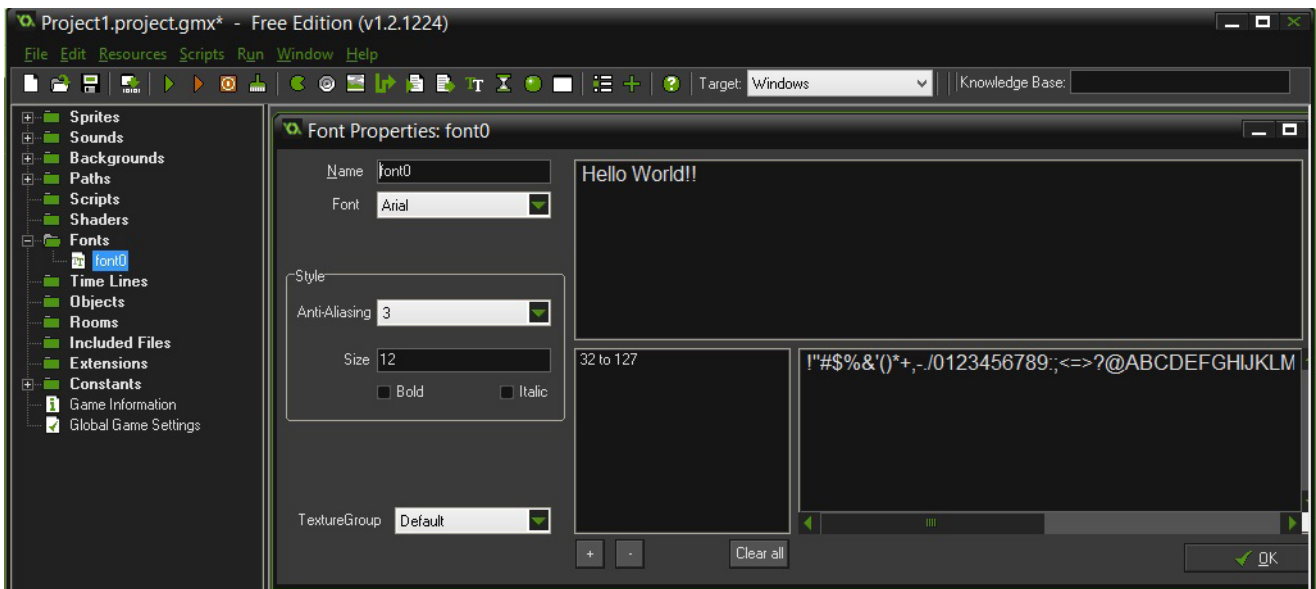 Project1.project.gmx* - Free Edition (v1.2.1224)
File Edit Resources Scripts Run Window Help
Target: Windows Knowledge Base:
Sprites
Sounds
Backgrounds
Paths
Scripts
Shaders
Fonts
font0
Time Lines
Objects
Rooms
Included Files
Extensions
Constants
Game Information
Global Game Settings
Font Properties: font0
Name font0
Font Arial
Style
Anti-Aliasing 3
Size 12
Bold Italic
TextureGroup Default
Hello World!!
32 to 127
+ - Clear all
!"#$%&'()*+,-./0123456789:;<=>?@ABCDEFGHIJKLM
OK